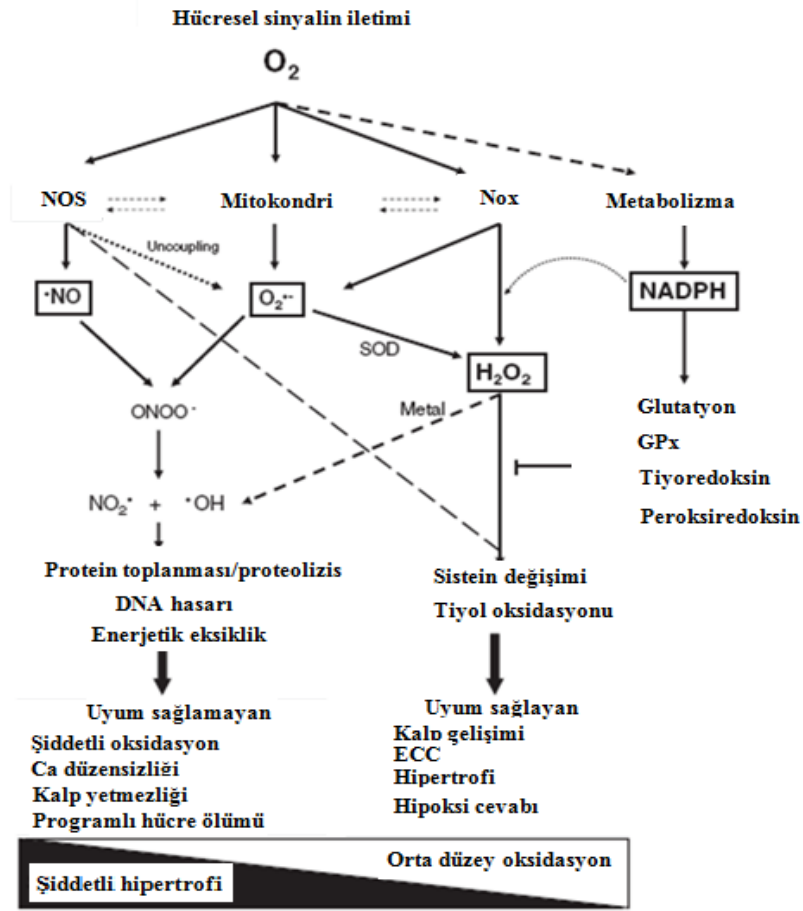 Hücresel sinyalin iletimi
O2
NOS Mitokondri Nox Metabolizma
Uncoupling
·NO O2·- NADPH
SOD
H2O2
ONOO-
Metal
Glutatyon
GPx
Tiyoredoksin
Peroksiredoksin
NO2· + ·OH
Protein toplanması/proteolizis
DNA hasarı
Enerjetik eksiklik
Sistein değişimi
Tiyol oksidasyonu
Uyum sağlamayan
Şiddetli oksidasyon
Ca düzensizliği
Kalp yetmezliği
Programlı hücre ölümü
Uyum sağlayan
Kalp gelişimi
ECC
Hipertrofi
Hipoksi cevabı
Orta düzey oksidasyon
Şiddetli hipertrofi